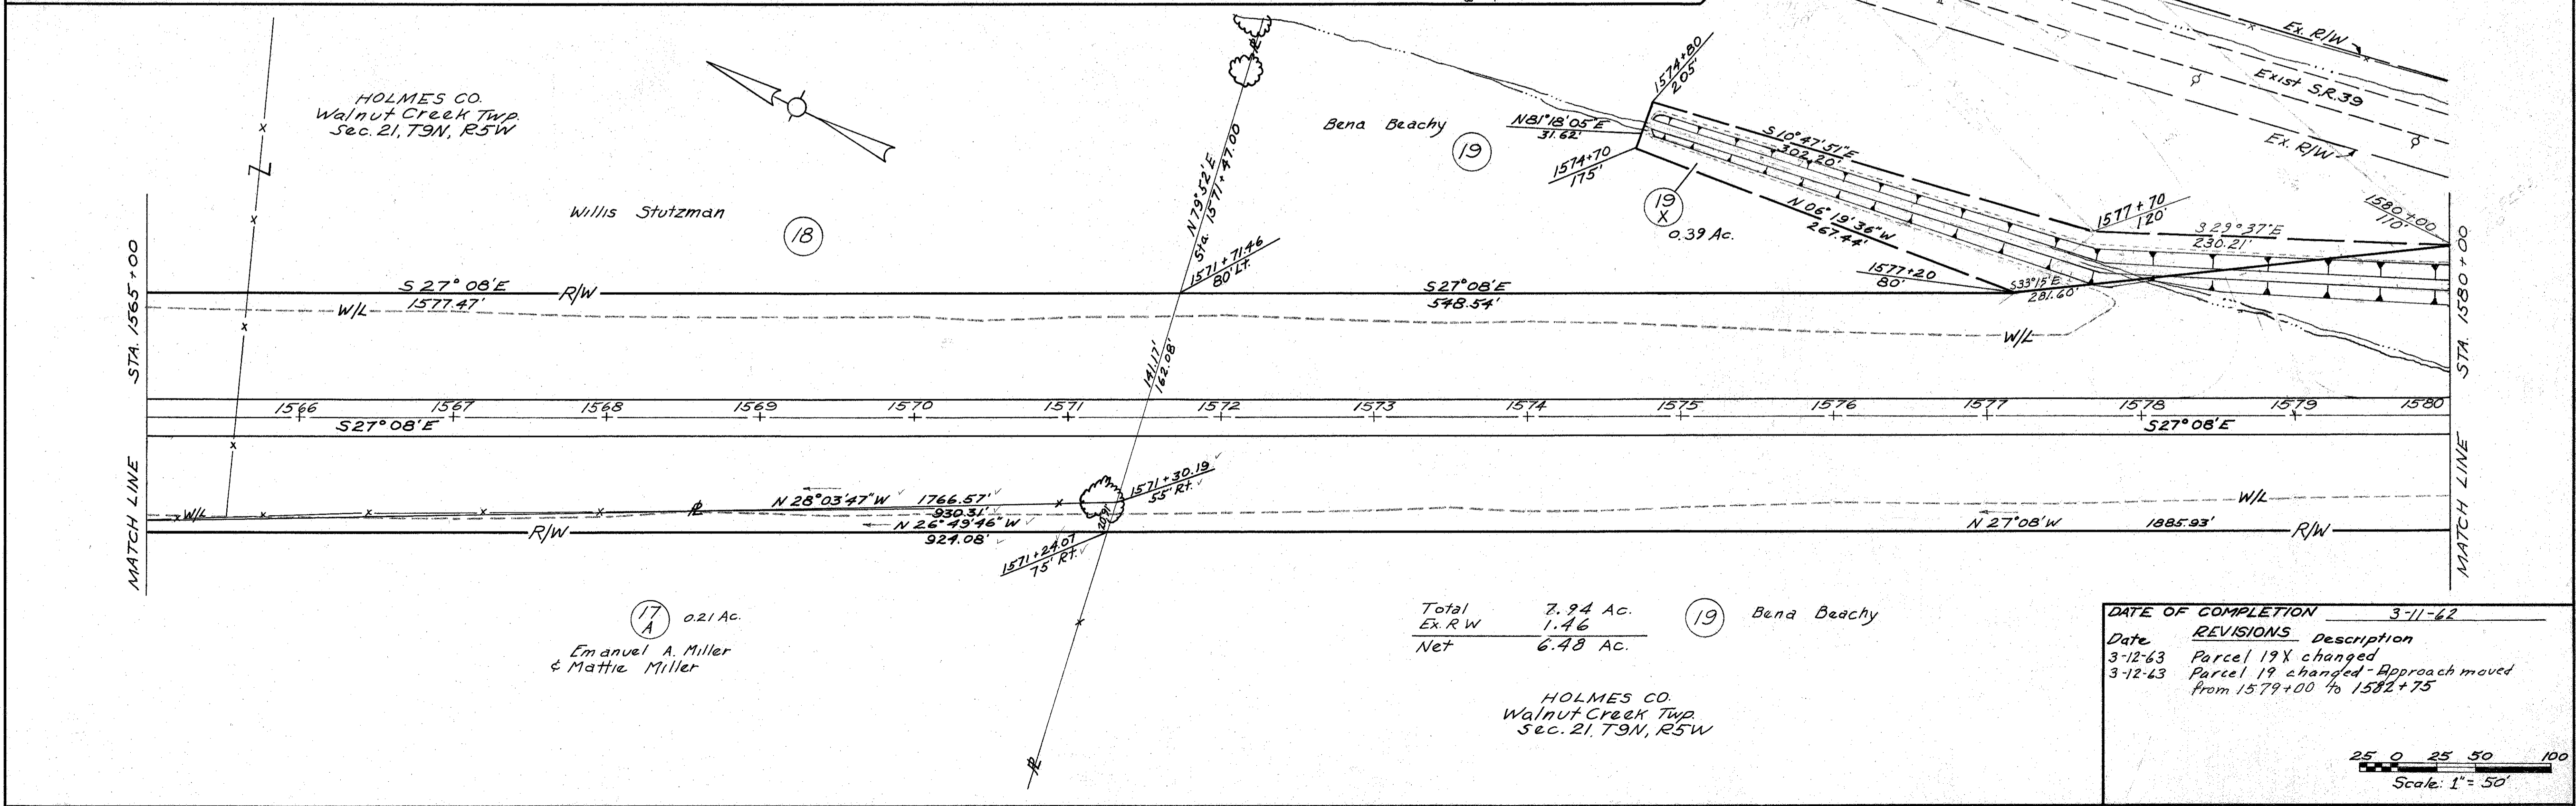 HOLMES CO.
Walnut Creek Twp.
Sec. 21, T9N, R5W
Willis Stutzman
18
Bena Beachy
19
N81°18'05"E
31.62'
1574+80
205'
1574+70
175'
S10°47'51"E
302.20'
19
X
0.39 Ac.
N06°19'36"W
267.44'
Ex. R/W
Exist S.R.39
Ex. R/W
1577+70
120'
S29°37'E
230.21'
1580+00
110'
N79°52'E
Sta. 1571+47.00
1571+71.46
80' Lt.
STA. 1565+00
S27°08'E
1577.47'
R/W
W/L
S27°08'E
548.54'
1577+20
80'
S33°15'E
281.60'
W/L
STA. 1580+00
141.17'
162.08'
1566
1567
1568
1569
1570
1571
1572
1573
1574
1575
1576
1577
1578
1579
1580
S27°08'E
S27°08'E
MATCH LINE
W/L
R/W
PL
N 28°03'47"W
1766.57'
930.31'
N 26°49'46"W
924.08'
1571+30.19
55' Rt.
20.91
1571+24.07
75' Rt.
W/L
N 27°08'W
1885.93'
R/W
MATCH LINE
17
A
0.21 Ac.
Emanuel A. Miller
& Mattie Miller
Total 7.94 Ac.
Ex. R W 1.46
Net 6.48 Ac.
19
Bena Beachy
HOLMES CO.
Walnut Creek Twp.
Sec. 21, T9N, R5W
PL
DATE OF COMPLETION 3-11-62
REVISIONS
Date Description
3-12-63 Parcel 19X changed
3-12-63 Parcel 19 changed-Approach moved
from 1579+00 to 1582+75
25 0 25 50 100
Scale: 1"=50'